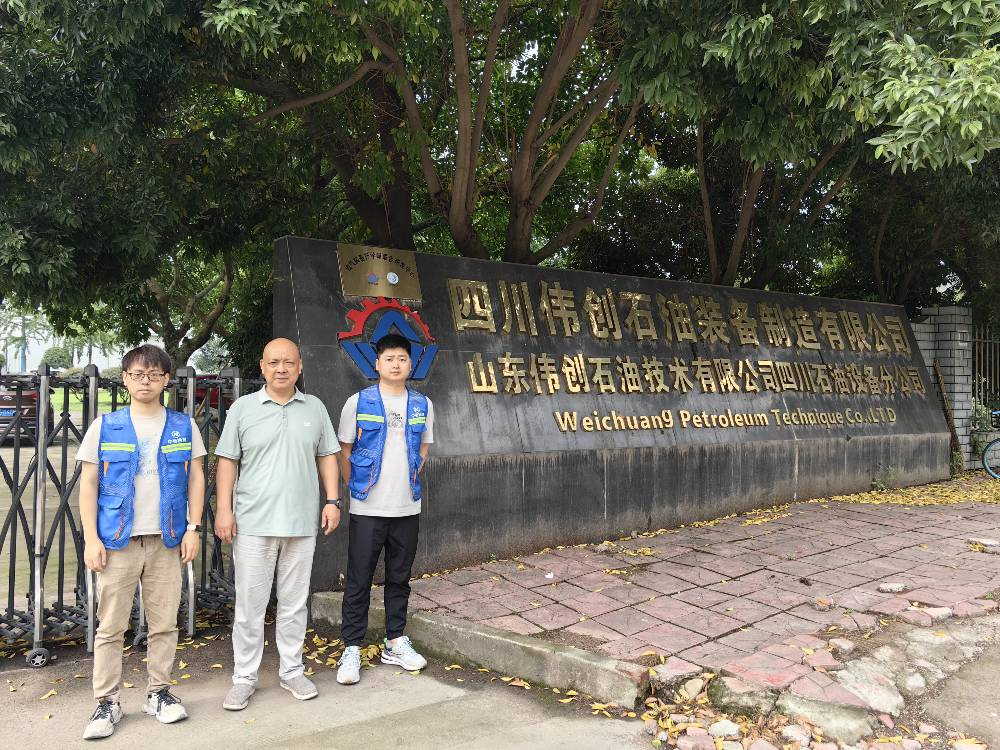 四川伟创石油装备制造有限公司
山东伟创石油技术有限公司四川石油装备分公司
Weichuang Petroleum Technique Co.,LTD